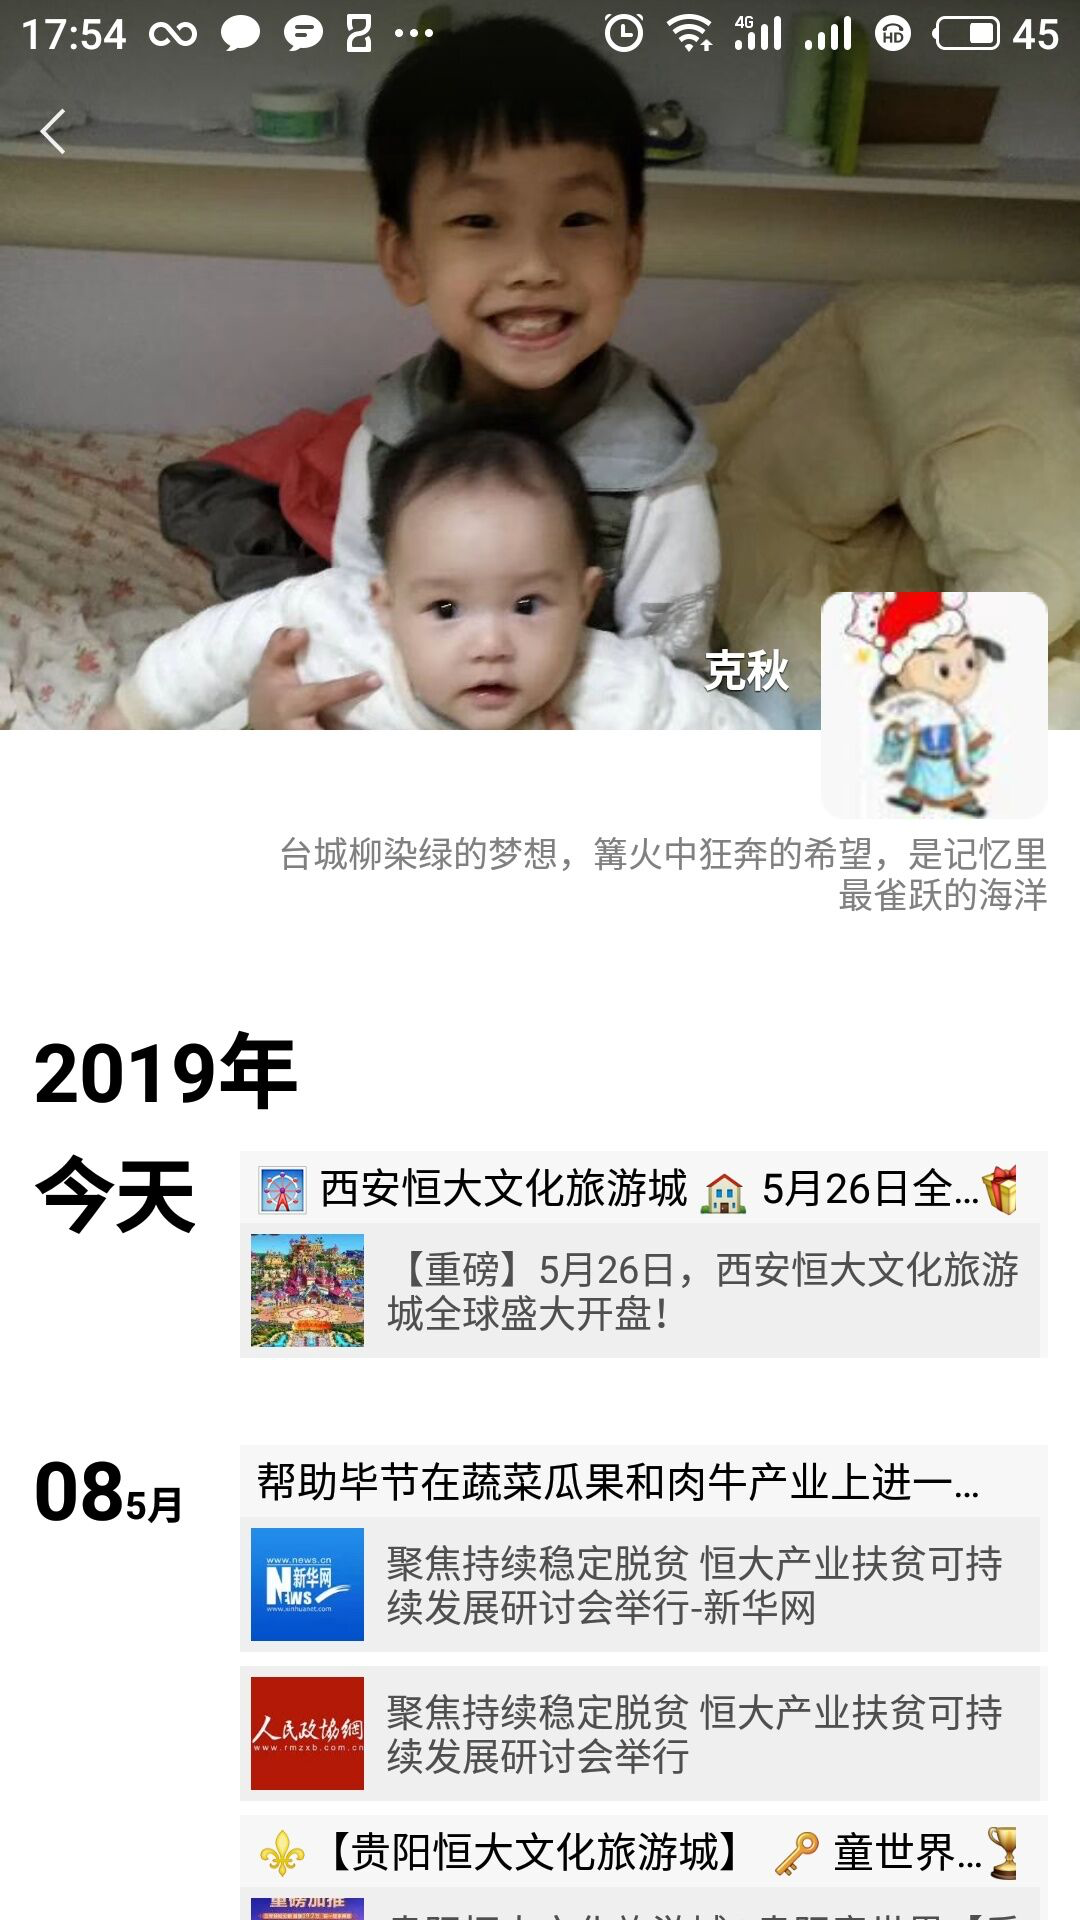 17:54 4G HD 45
克秋
台城柳染绿的梦想，篝火中狂奔的希望，是记忆里
最雀跃的海洋
2019年
今天
西安恒大文化旅游城 5月26日全...
【重磅】5月26日，西安恒大文化旅游
城全球盛大开盘！
085月
帮助毕节在蔬菜瓜果和肉牛产业上进一...
www.news.cn
新华网
NEWS
www.xinhuanet.com
聚焦持续稳定脱贫 恒大产业扶贫可持
续发展研讨会举行-新华网
人民政协網
www.rmzxb.com.cn
聚焦持续稳定脱贫 恒大产业扶贫可持
续发展研讨会举行
【贵阳恒大文化旅游城】 童世界...
重磅加推